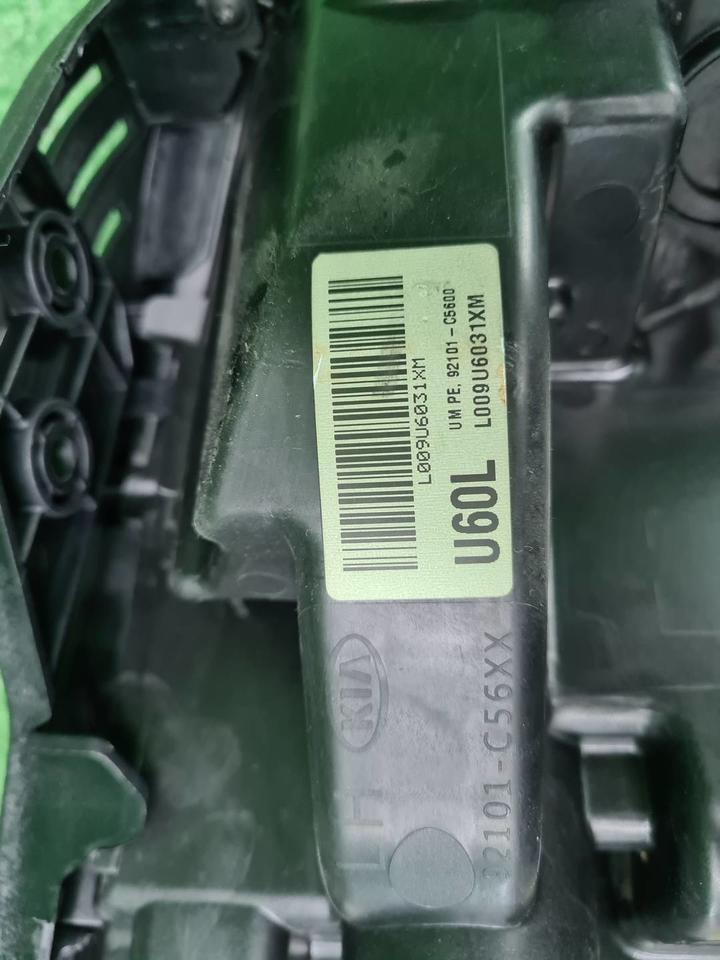 L009U6031XM
U60L
UM PE, 92101-C5600
L009U6031XM
KIA
LH
92101-C56XX